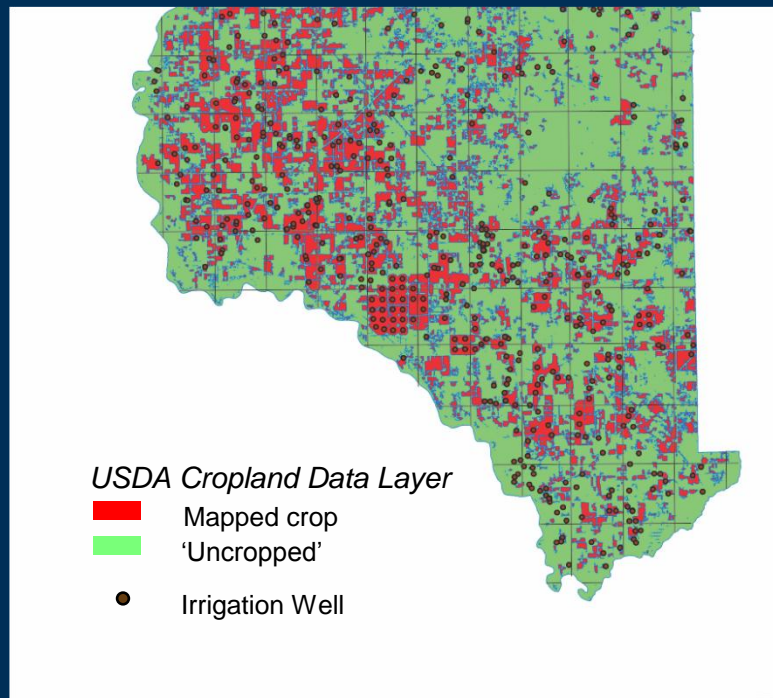 USDA Cropland Data Layer
Mapped crop
‘Uncropped’
Irrigation Well